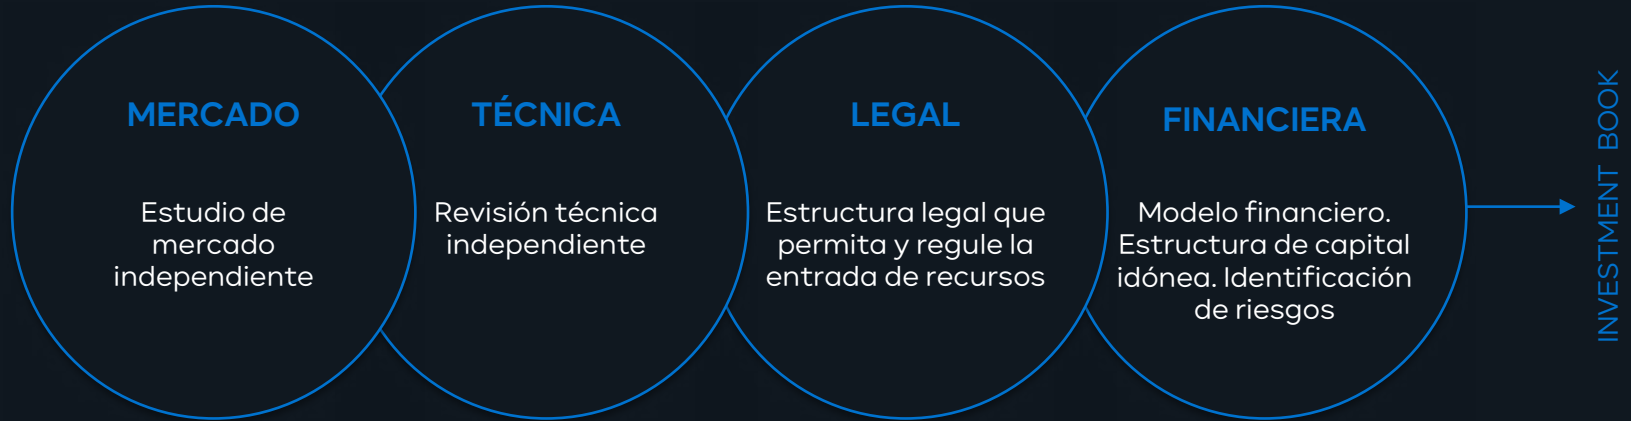 MERCADO
Estudio de
mercado
independiente
TÉCNICA
Revisión técnica
independiente
LEGAL
Estructura legal que
permita y regule la
entrada de recursos
FINANCIERA
Modelo financiero.
Estructura de capital
idónea. Identificación
de riesgos
INVESTMENT BOOK